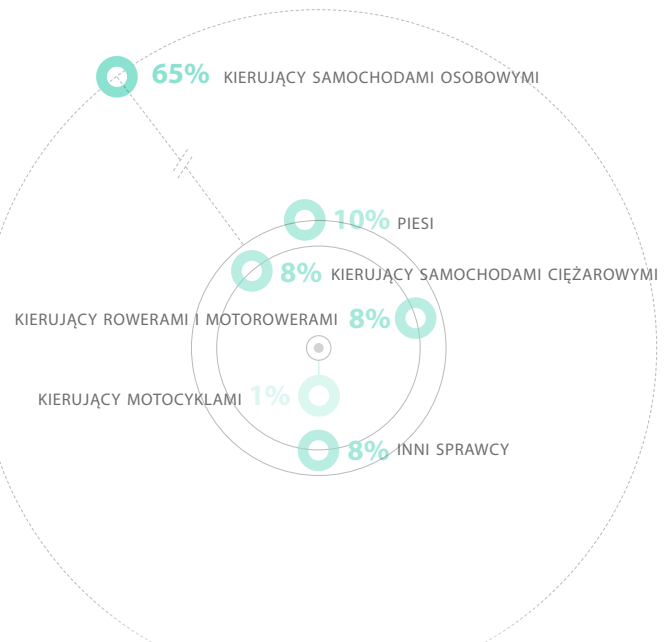 65% KIERUJĄCY SAMOCHODAMI OSOBOWYMI
10% PIESI
8% KIERUJĄCY SAMOCHODAMI CIĘŻAROWYMI
KIERUJĄCY ROWERAMI I MOTOROWERAMI 8%
KIERUJĄCY MOTOCYKLAMI 1%
8% INNI SPRAWCY